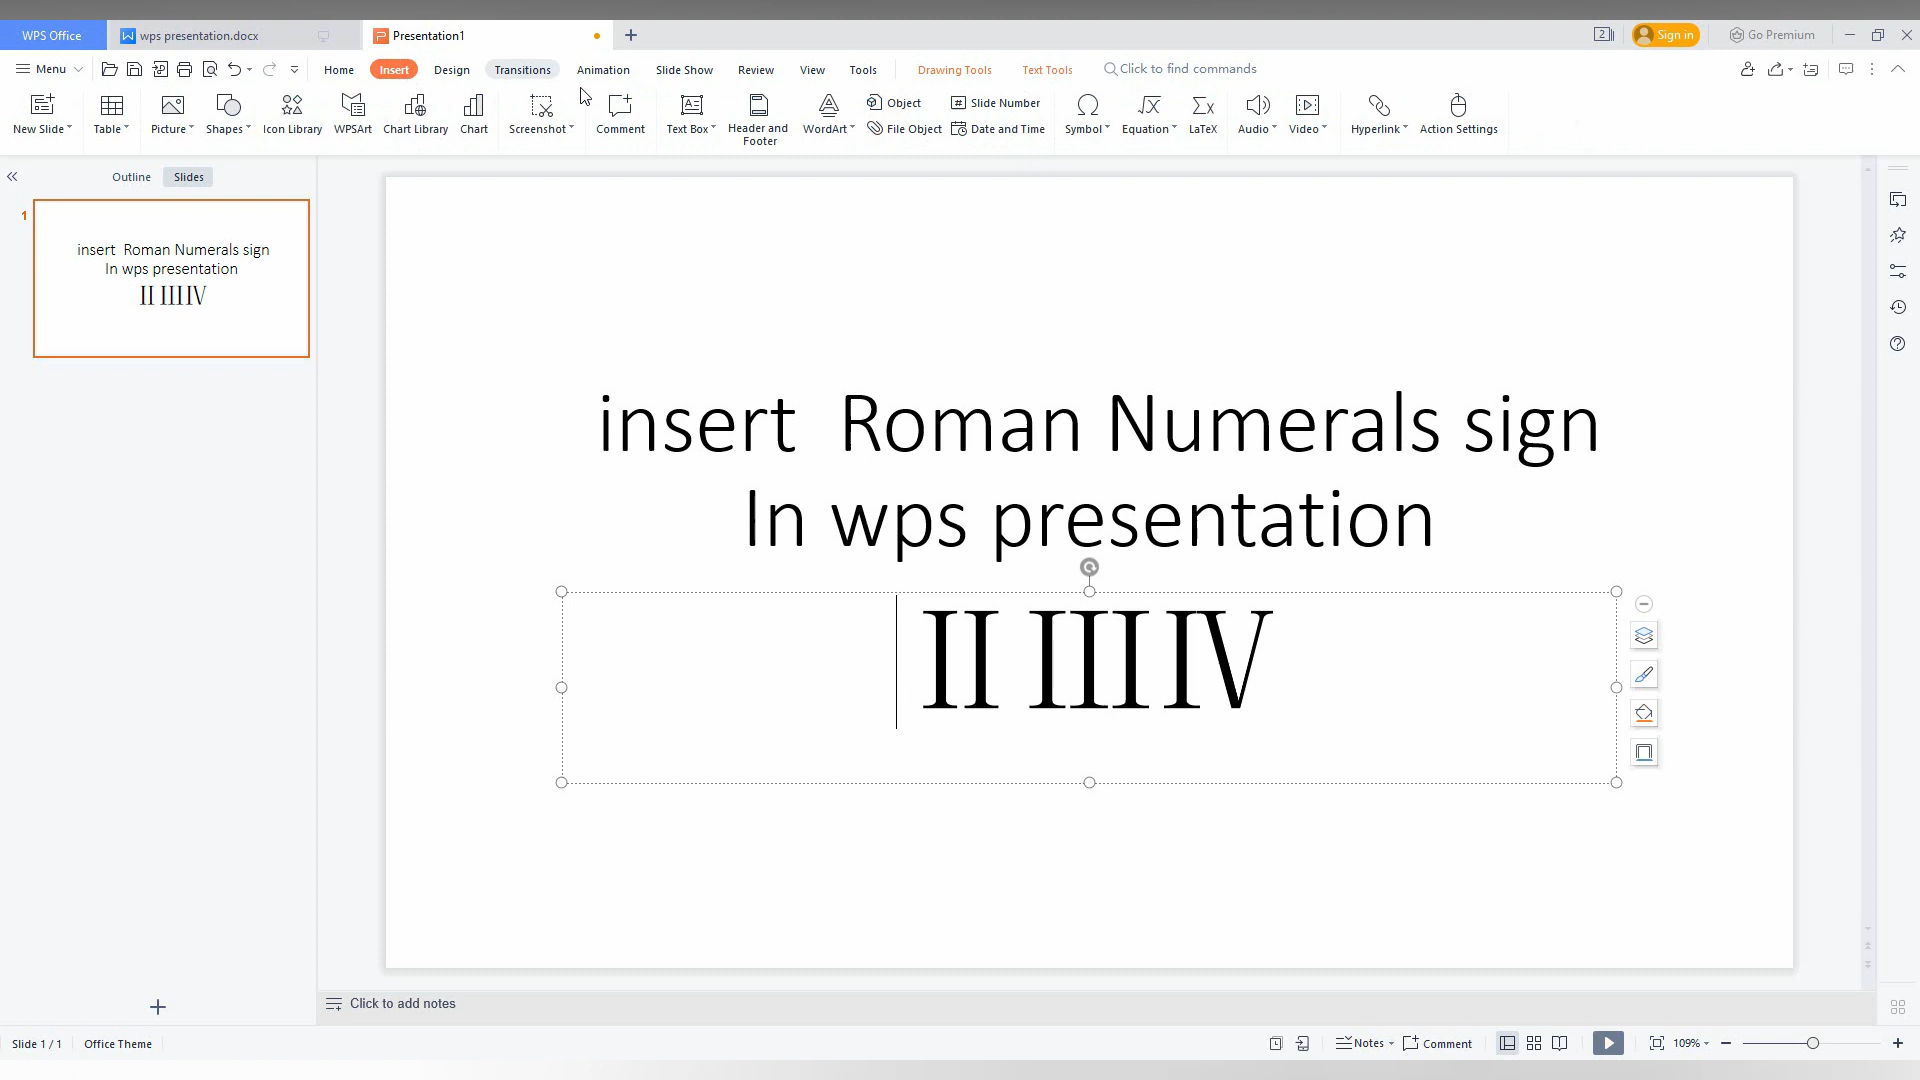 WPS Office
wps presentation.docx
Presentation1
2
Sign in
Go Premium
Menu
Home
Insert
Design
Transitions
Animation
Slide Show
Review
View
Tools
Drawing Tools
Text Tools
Click to find commands
New Slide
Table
Picture
Shapes
Icon Library
WPSArt
Chart Library
Chart
Screenshot
Comment
Text Box
Header and
Footer
WordArt
Object
File Object
Slide Number
Date and Time
Symbol
Equation
LaTeX
Audio
Video
Hyperlink
Action Settings
Outline
Slides
1
insert  Roman Numerals sign
In wps presentation
II III IV
insert  Roman Numerals sign
In wps presentation
II III IV
Click to add notes
Slide 1 / 1
Office Theme
Notes
Comment
109%